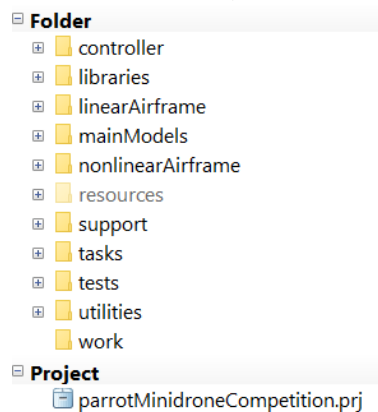 Folder
controller
libraries
linearAirframe
mainModels
nonlinearAirframe
resources
support
tasks
tests
utilities
work
Project
parrotMinidroneCompetition.prj